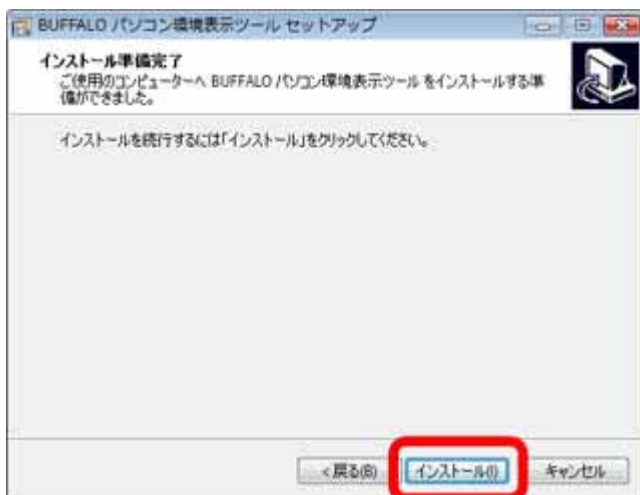 BUFFALO パソコン環境表示ツール セットアップ
インストール準備完了
ご使用のコンピューターへ BUFFALO パソコン環境表示ツール をインストールする準
備ができました。
インストールを続行するには「インストール」をクリックしてください。
< 戻る(B)
インストール(I)
キャンセル